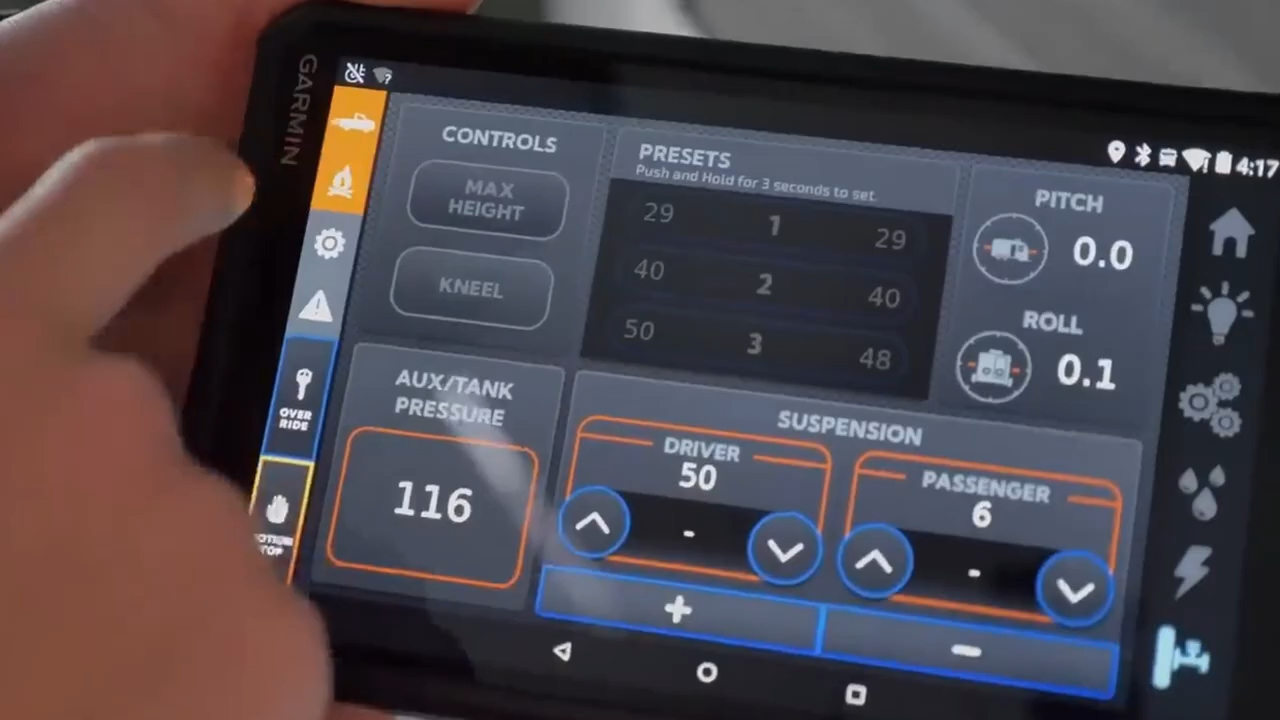 GARMIN
4:17
CONTROLS
MAX
HEIGHT
KNEEL
PRESETS
Push and Hold for 3 seconds to set.
29 1 29
40 2 40
50 3 48
PITCH
0.0
ROLL
0.1
OVER
RIDE
AUX/TANK
PRESSURE
116
SUSPENSION
DRIVER
50
-
PASSENGER
6
-
+
-